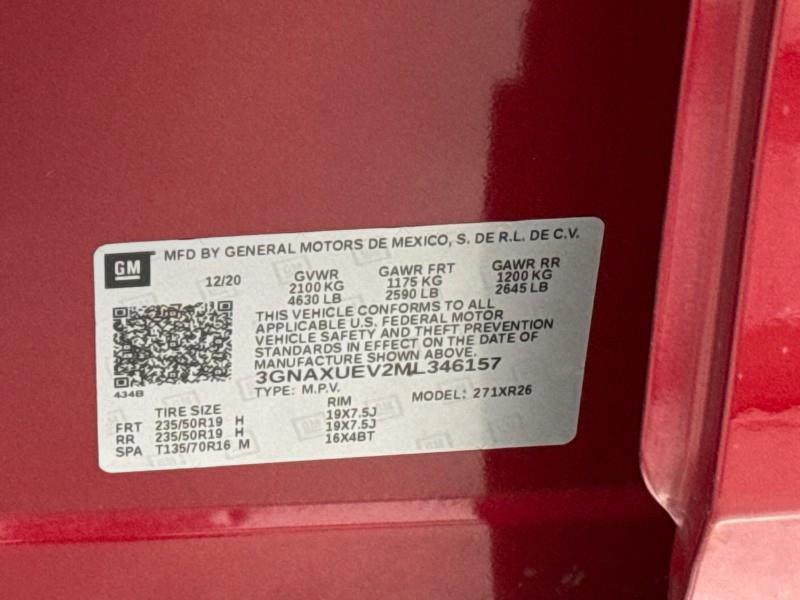 GM
MFD BY GENERAL MOTORS DE MEXICO, S. DE R.L. DE C.V.
12/20 GVWR GAWR FRT GAWR RR
2100 KG 1175 KG 1200 KG
4630 LB 2590 LB 2645 LB
THIS VEHICLE CONFORMS TO ALL
APPLICABLE U.S. FEDERAL MOTOR
VEHICLE SAFETY AND THEFT PREVENTION
STANDARDS IN EFFECT ON THE DATE OF
MANUFACTURE SHOWN ABOVE.
434B
3GNAXUEV2ML346157
TYPE: M.P.V. MODEL: 271XR26
TIRE SIZE RIM
FRT 235/50R19 H 19X7.5J
RR 235/50R19 H 19X7.5J
SPA T135/70R16 M 16X4BT